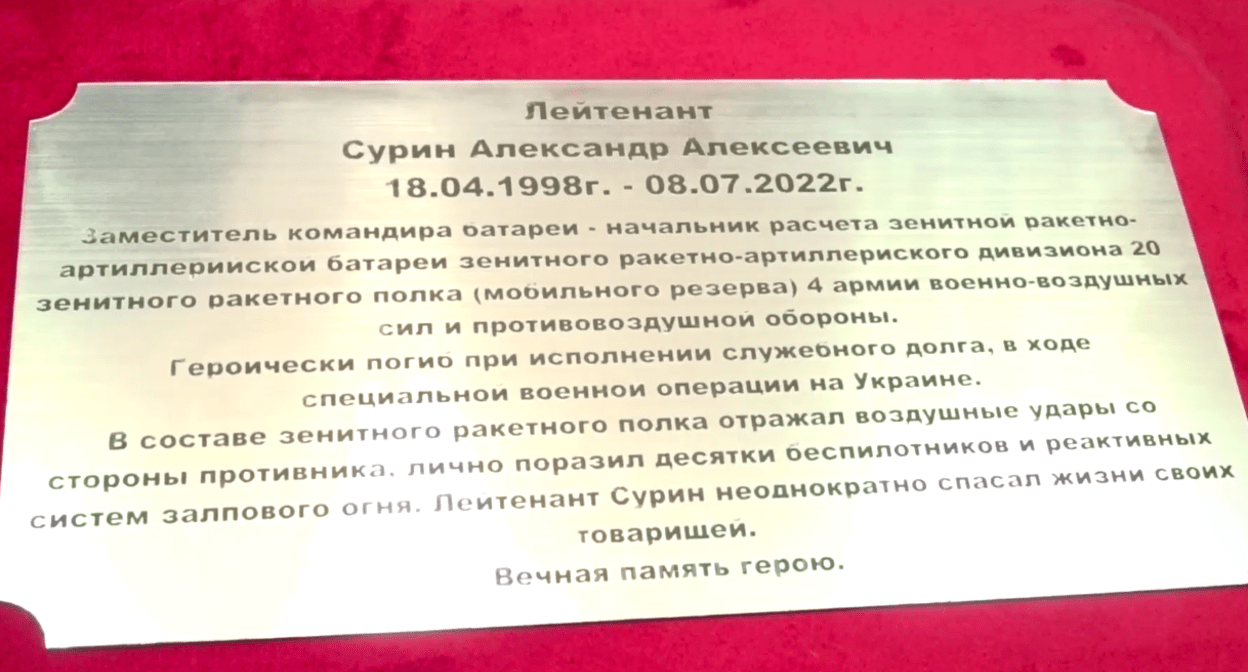 Лейтенант
Сурин Александр Алексеевич
18.04.1998г. - 08.07.2022г.
Заместитель командира батареи - начальник расчета зенитной ракетно-
артиллерийской батареи зенитного ракетно-артиллериского дивизиона 20
зенитного ракетного полка (мобильного резерва) 4 армии военно-воздушных
сил и противовоздушной обороны.
Героически погиб при исполнении служебного долга, в ходе
специальной военной операции на Украине.
В составе зенитного ракетного полка отражал воздушные удары со
стороны противника, лично поразил десятки беспилотников и реактивных
систем залпового огня. Лейтенант Сурин неоднократно спасал жизни своих
товарищей.
Вечная память герою.